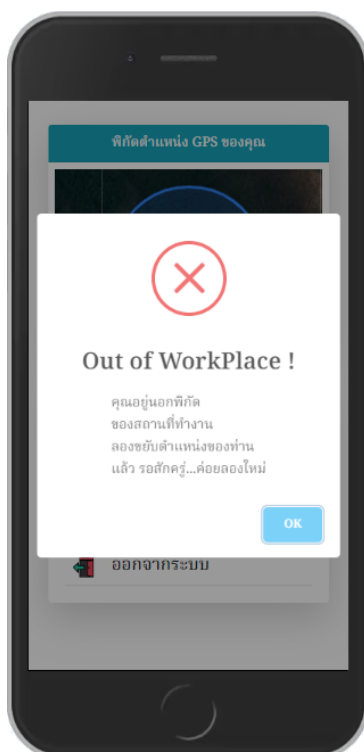 พิกัดตำแหน่ง GPS ของคุณ
Out of WorkPlace !
คุณอยู่นอกพิกัด
ของสถานที่ทำงาน
ลองขยับตำแหน่งของท่าน
แล้ว รอสักครู่...ค่อยลองใหม่
OK
ออกจากระบบ